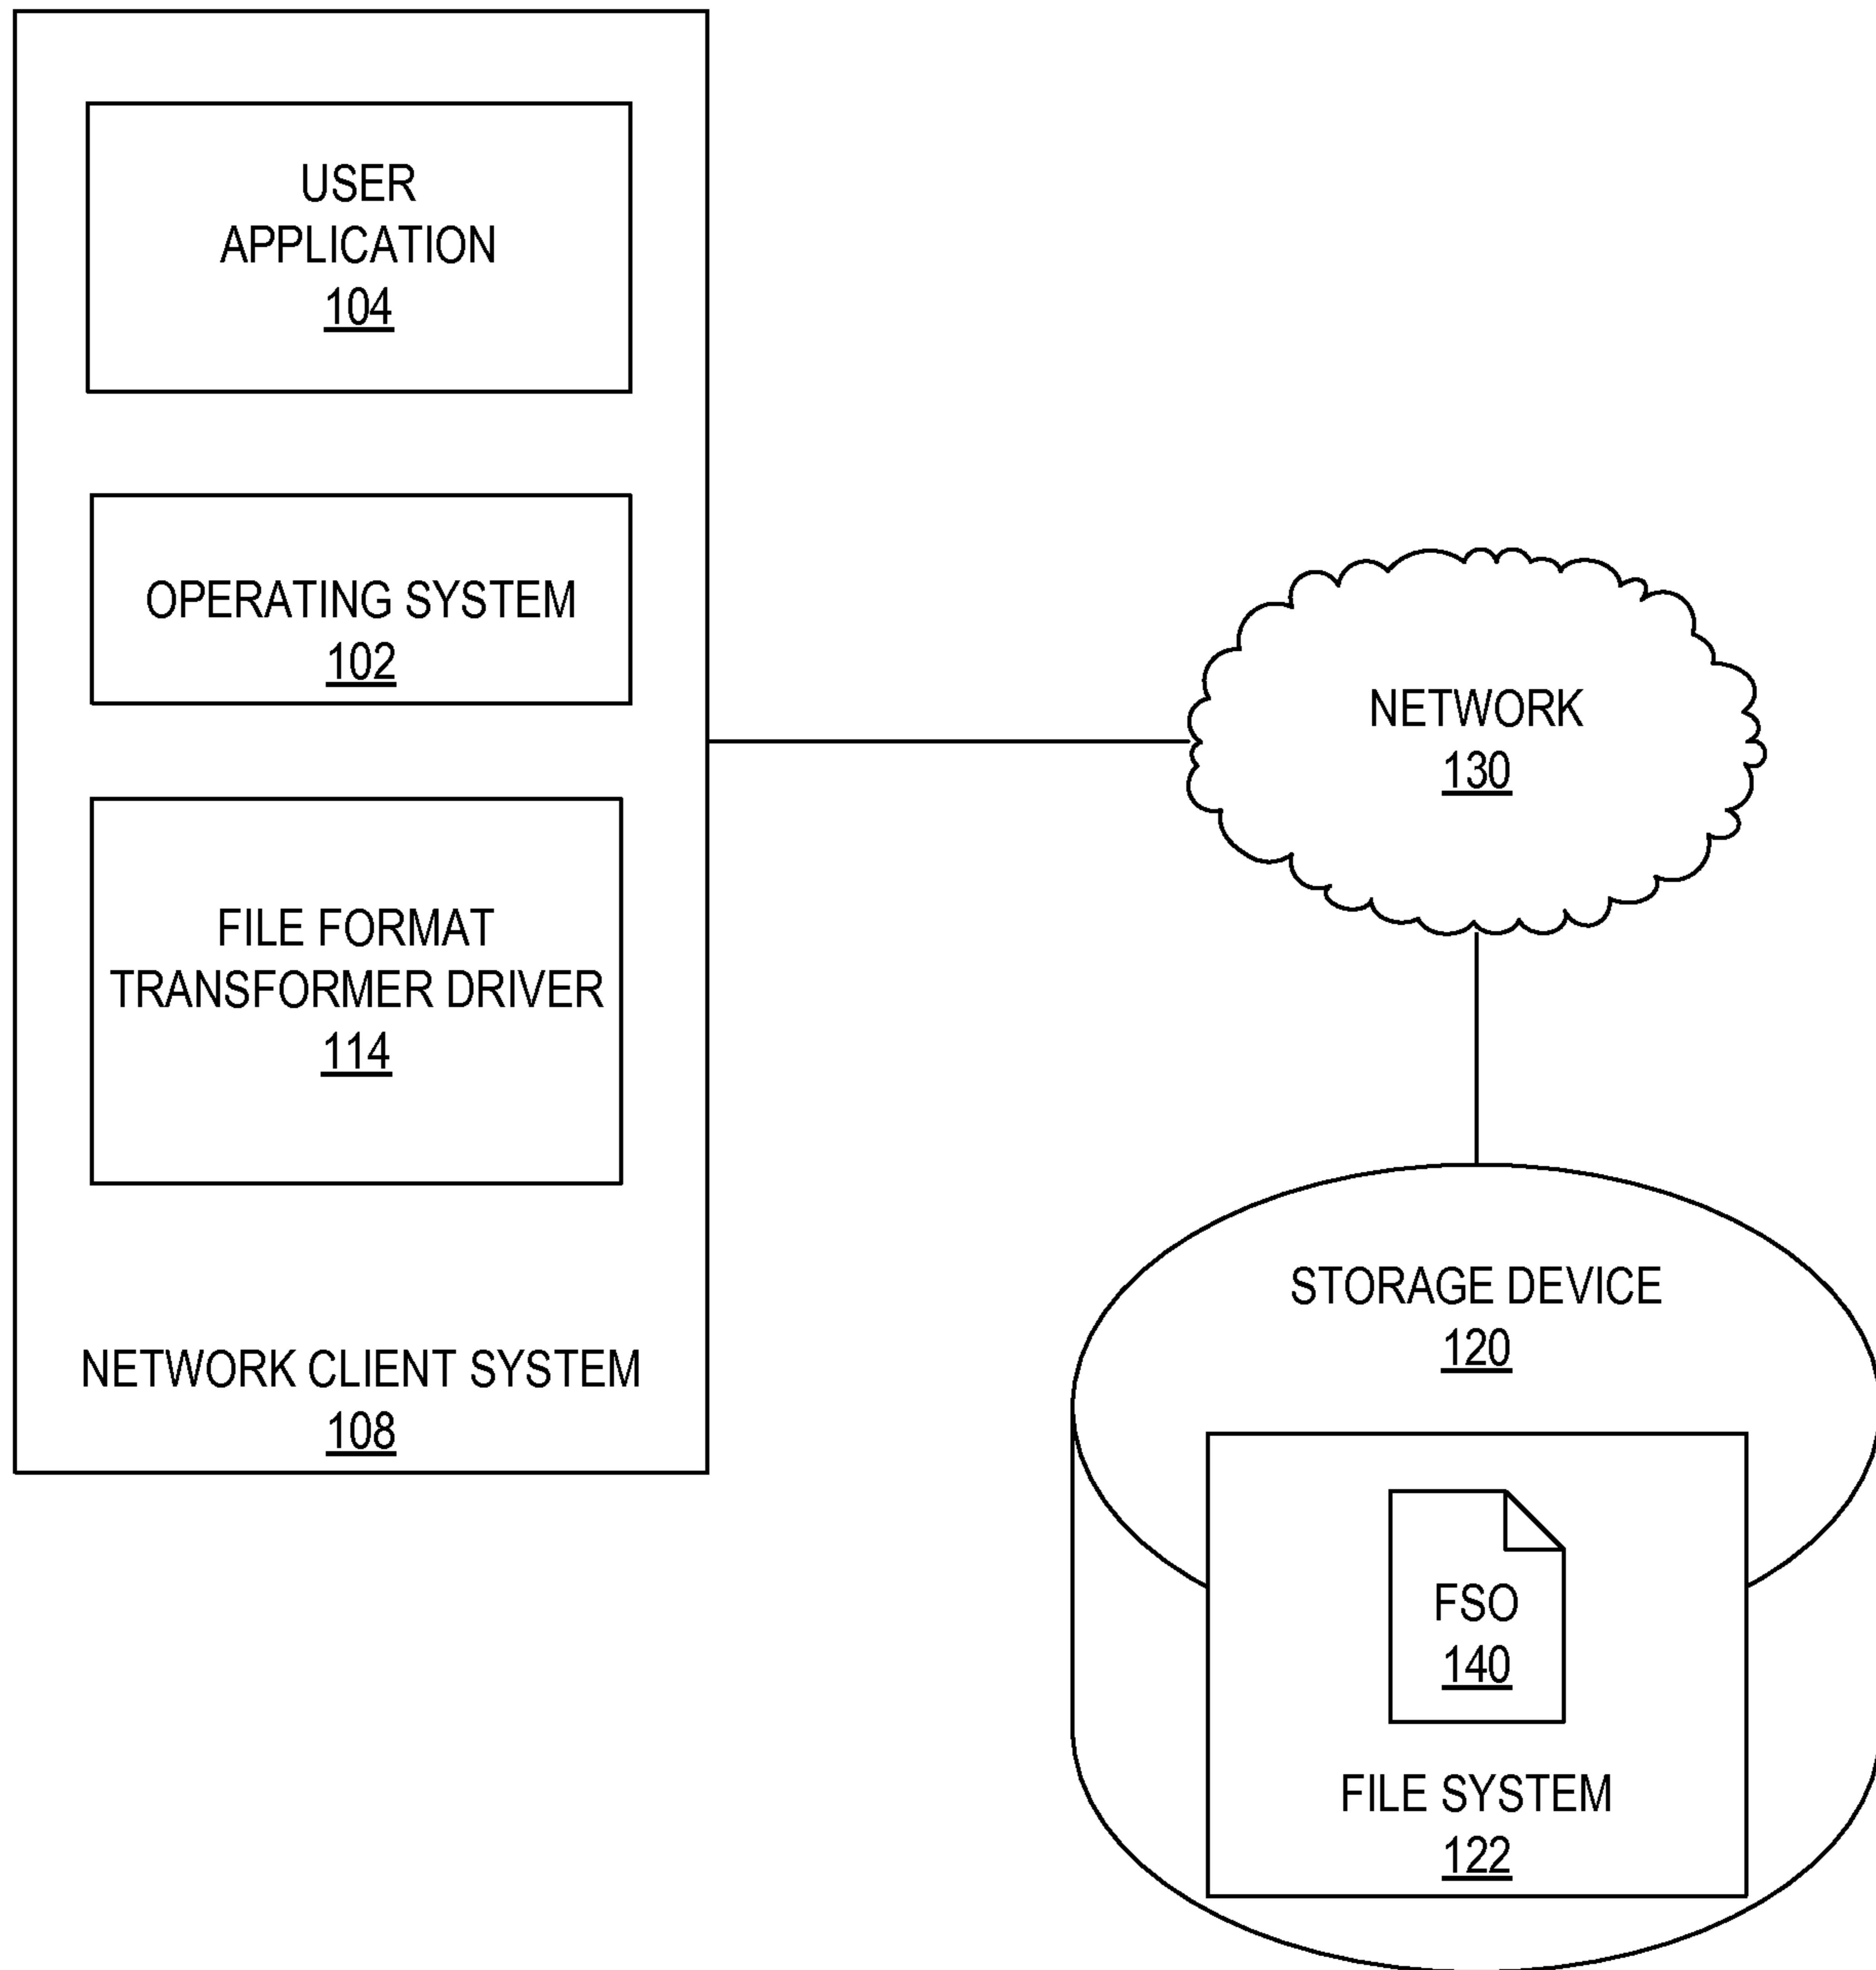 USER
APPLICATION
104
OPERATING SYSTEM
102
FILE FORMAT
TRANSFORMER DRIVER
114
NETWORK CLIENT SYSTEM
108
NETWORK
130
STORAGE DEVICE
120
FSO
140
FILE SYSTEM
122